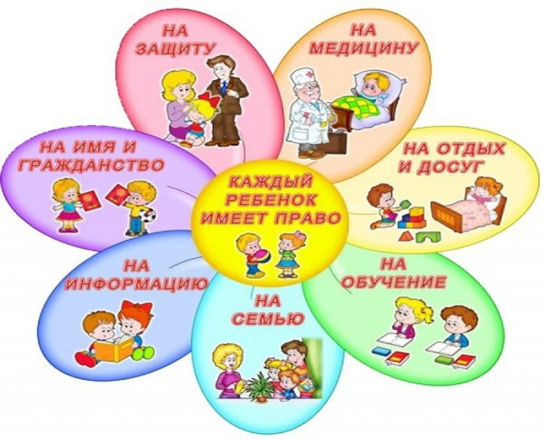 НА
ЗАЩИТУ
НА
МЕДИЦИНУ
НА ИМЯ И
ГРАЖДАНСТВО
НА ОТДЫХ
И ДОСУГ
КАЖДЫЙ
РЕБЕНОК
ИМЕЕТ ПРАВО
НА
ИНФОРМАЦИЮ
НА
СЕМЬЮ
НА
ОБУЧЕНИЕ